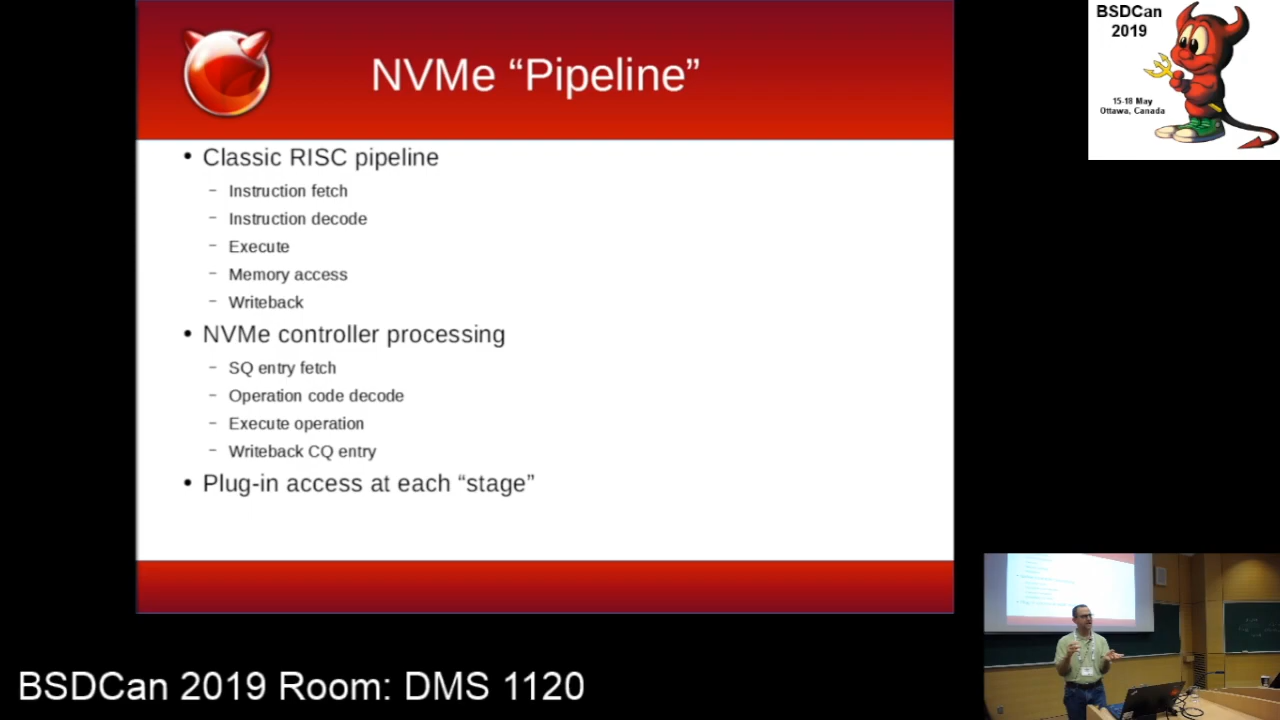 NVMe “Pipeline”
• Classic RISC pipeline
– Instruction fetch
– Instruction decode
– Execute
– Memory access
– Writeback
• NVMe controller processing
– SQ entry fetch
– Operation code decode
– Execute operation
– Writeback CQ entry
• Plug-in access at each “stage”
BSDCan
2019
15-18 May
Ottawa, Canada
BSDCan 2019 Room: DMS 1120